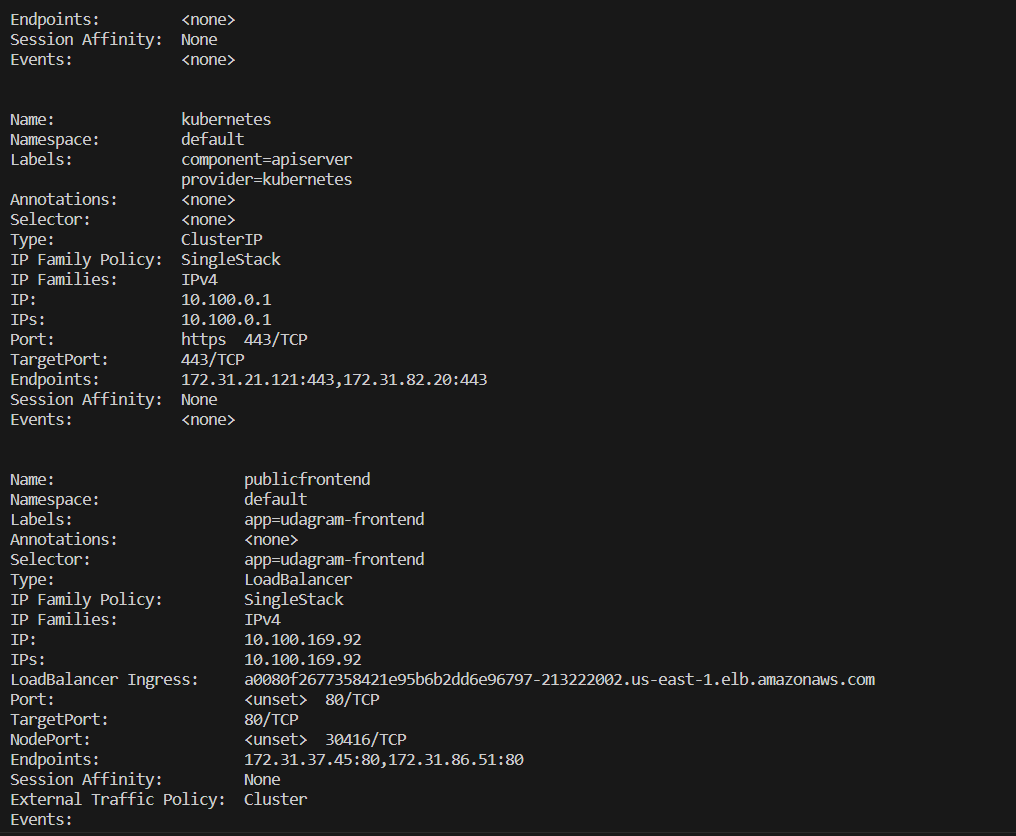 Endpoints: <none>
Session Affinity: None
Events: <none>
Name: kubernetes
Namespace: default
Labels: component=apiserver
provider=kubernetes
Annotations: <none>
Selector: <none>
Type: ClusterIP
IP Family Policy: SingleStack
IP Families: IPv4
IP: 10.100.0.1
IPs: 10.100.0.1
Port: https 443/TCP
TargetPort: 443/TCP
Endpoints: 172.31.21.121:443,172.31.82.20:443
Session Affinity: None
Events: <none>
Name: publicfrontend
Namespace: default
Labels: app=udagram-frontend
Annotations: <none>
Selector: app=udagram-frontend
Type: LoadBalancer
IP Family Policy: SingleStack
IP Families: IPv4
IP: 10.100.169.92
IPs: 10.100.169.92
LoadBalancer Ingress: a0080f2677358421e95b6b2dd6e96797-213222002.us-east-1.elb.amazonaws.com
Port: <unset> 80/TCP
TargetPort: 80/TCP
NodePort: <unset> 30416/TCP
Endpoints: 172.31.37.45:80,172.31.86.51:80
Session Affinity: None
External Traffic Policy: Cluster
Events: